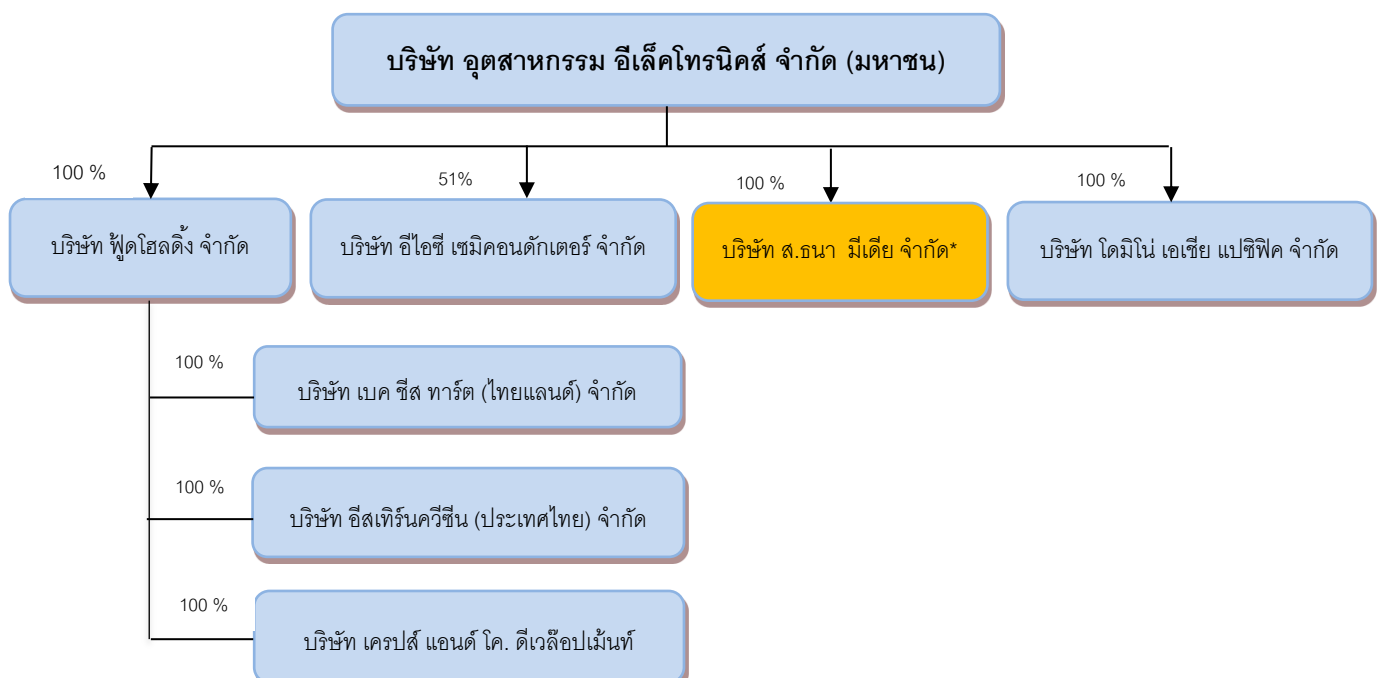 บริษัท อุตสาหกรรม อีเล็คโทรนิคส์ จำกัด (มหาชน)
100 %
51%
100 %
100 %
บริษัท ฟู้ดโฮลดิ้ง จำกัด
บริษัท อีไอซี เซมิคอนดักเตอร์ จำกัด
บริษัท ส.ธนา มีเดีย จำกัด*
บริษัท โดมิโน่ เอเชีย แปซิฟิค จำกัด
100 %
บริษัท เบค ชีส ทาร์ต (ไทยแลนด์) จำกัด
100 %
บริษัท อีสเทิร์นควีซีน (ประเทศไทย) จำกัด
100 %
บริษัท เครปส์ แอนด์ โค. ดีเวล๊อปเม้นท์